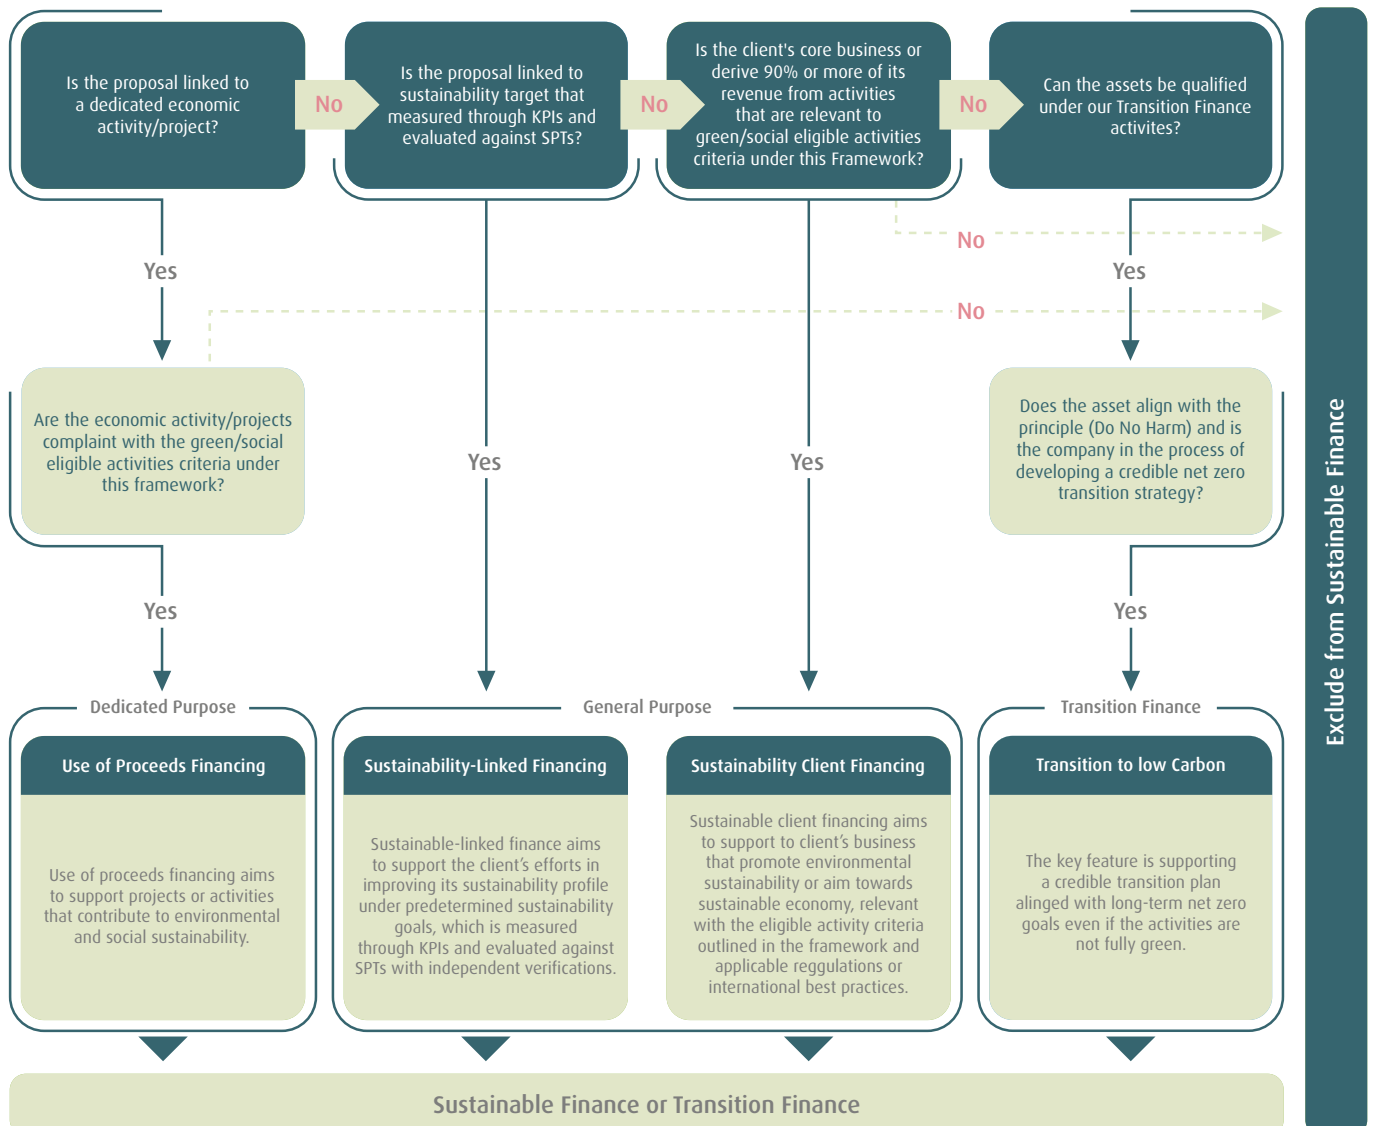 Is the proposal linked to
a dedicated economic
activity/project?
No
Is the proposal linked to
sustainability target that
measured through KPIs and
evaluated against SPTs?
No
Is the client's core business or
derive 90% or more of its
revenue from activities
that are relevant to
green/social eligible activities
criteria under this Framework?
No
Can the assets be qualified
under our Transition Finance
activites?
No
Yes
Yes
No
Are the economic activity/projects
complaint with the green/social
eligible activities criteria under
this framework?
Yes
Yes
Does the asset align with the
principle (Do No Harm) and is
the company in the process of
developing a credible net zero
transition strategy?
Yes
Yes
Dedicated Purpose
General Purpose
Transition Finance
Use of Proceeds Financing
Use of proceeds financing aims
to support projects or activities
that contribute to environmental
and social sustainability.
Sustainability-Linked Financing
Sustainable-linked finance aims
to support the client’s efforts in
improving its sustainability profile
under predetermined sustainability
goals, which is measured
through KPIs and evaluated against
SPTs with independent verifications.
Sustainability Client Financing
Sustainable client financing aims
to support to client’s business
that promote environmental
sustainability or aim towards
sustainable economy, relevant
with the eligible activity criteria
outlined in the framework and
applicable reggulations or
international best practices.
Transition to low Carbon
The key feature is supporting
a credible transition plan
alinged with long-term net zero
goals even if the activities are
not fully green.
Sustainable Finance or Transition Finance
Exclude from Sustainable Finance